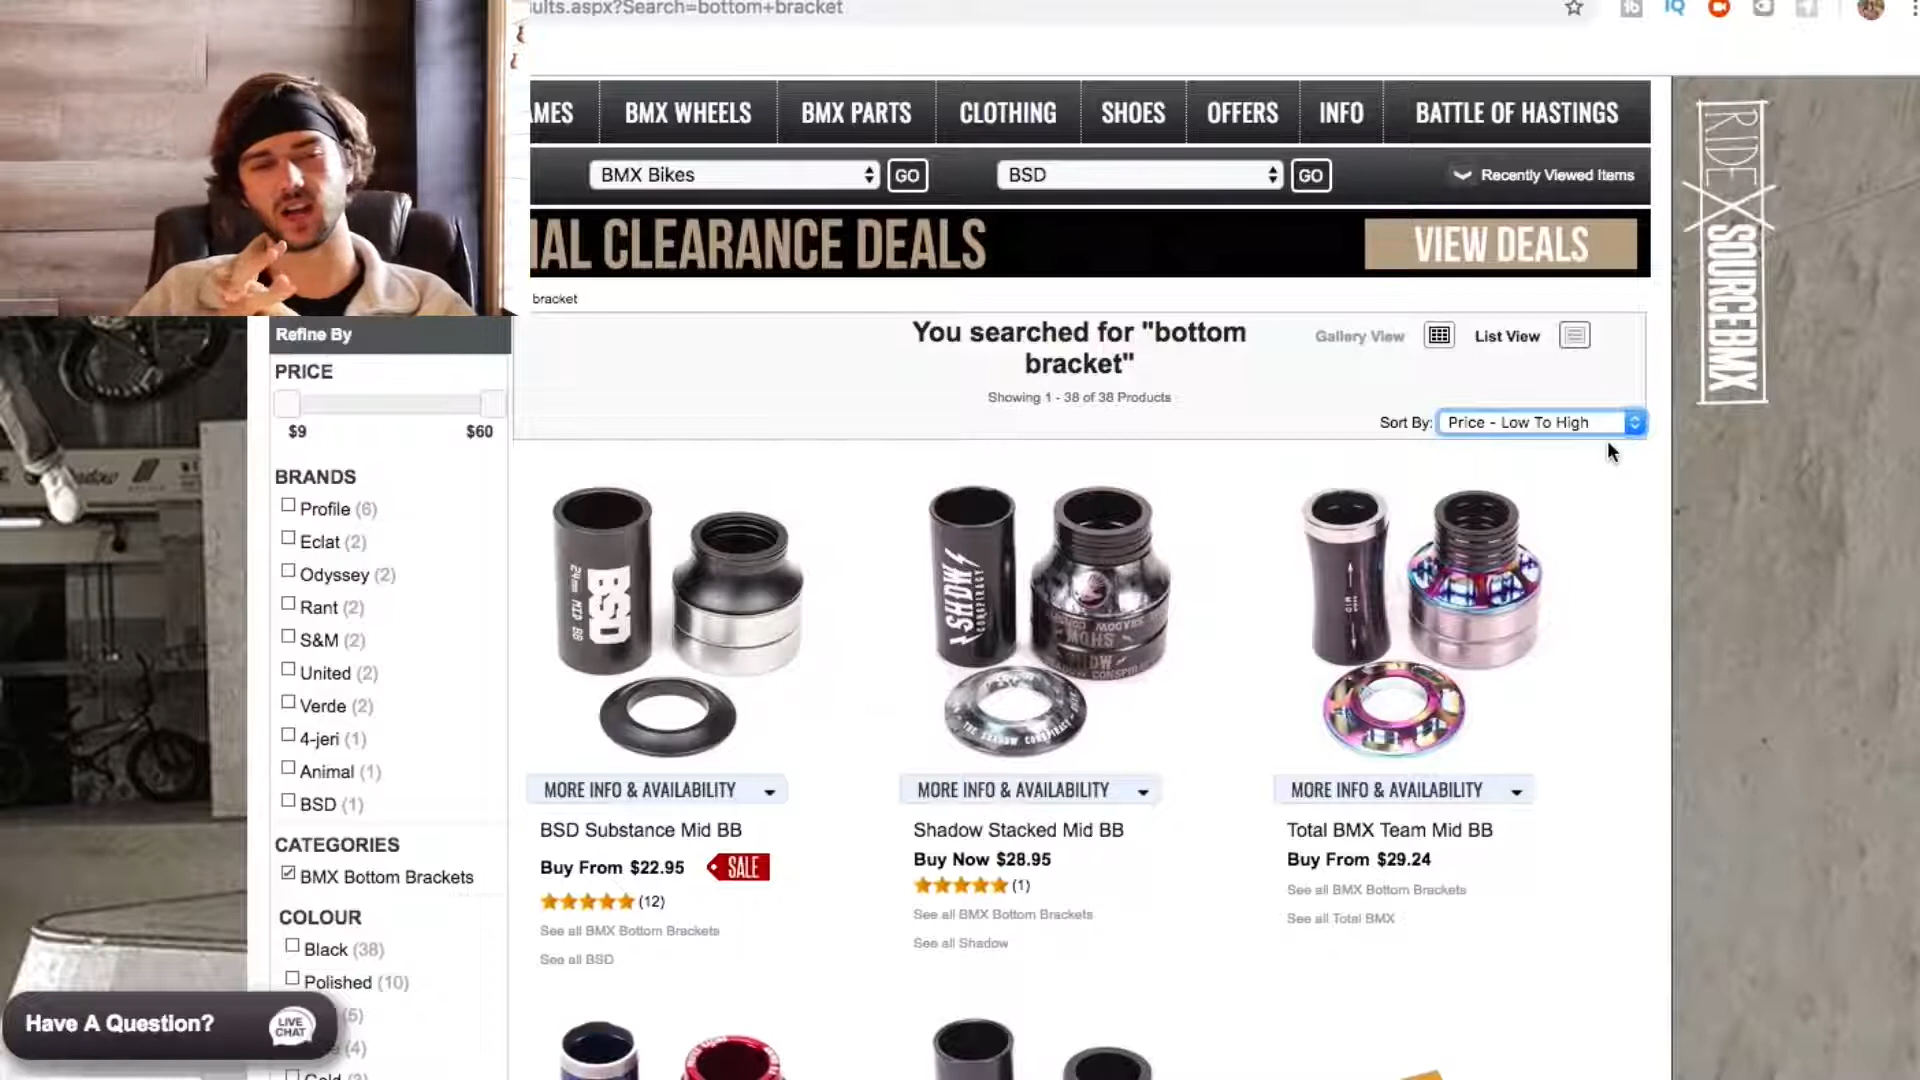 ults.aspx?Search=bottom+bracket
MES
BMX WHEELS
BMX PARTS
CLOTHING
SHOES
OFFERS
INFO
BATTLE OF HASTINGS
BMX Bikes
GO
BSD
GO
Recently Viewed Items
IAL CLEARANCE DEALS
VIEW DEALS
RIDE X SOURCEBMX
bracket
Refine By
You searched for "bottom
bracket"
Showing 1 - 38 of 38 Products
Gallery View
List View
Sort By:
Price - Low To High
PRICE
$9
$60
BRANDS
Profile (6)
Eclat (2)
Odyssey (2)
Rant (2)
S&M (2)
United (2)
Verde (2)
4-jeri (1)
Animal (1)
BSD (1)
CATEGORIES
BMX Bottom Brackets
COLOUR
Black (38)
Polished (10)
(5)
(4)
Have A Question?
LIVE
CHAT
BSD
24mm MID BB
SHDW
CONSPIRACY
THE SHADOW CONSPIRACY
MID
MORE INFO & AVAILABILITY
BSD Substance Mid BB
Buy From $22.95
SALE
(12)
See all BMX Bottom Brackets
See all BSD
MORE INFO & AVAILABILITY
Shadow Stacked Mid BB
Buy Now $28.95
(1)
See all BMX Bottom Brackets
See all Shadow
MORE INFO & AVAILABILITY
Total BMX Team Mid BB
Buy From $29.24
See all BMX Bottom Brackets
See all Total BMX